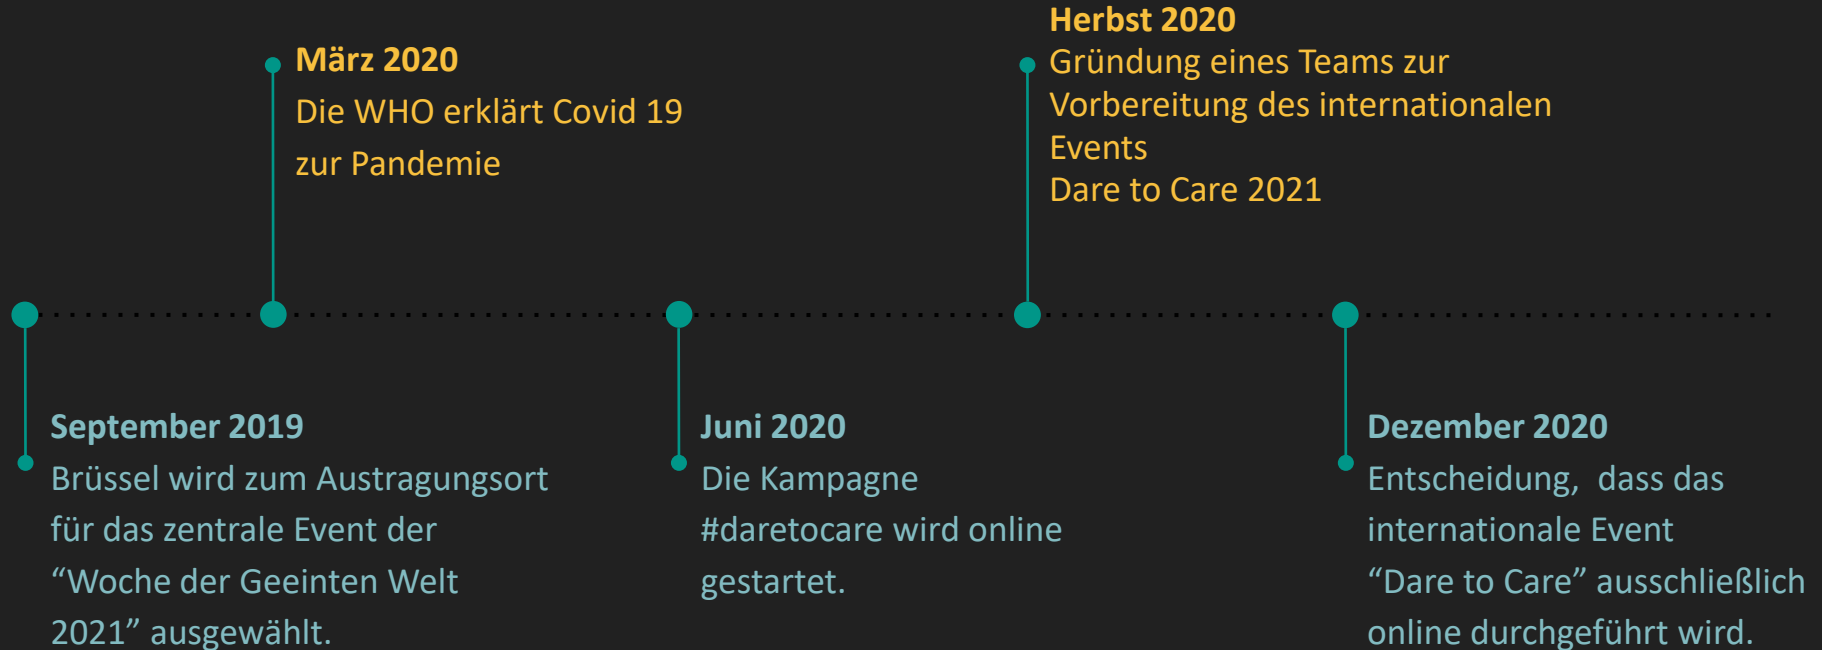 März 2020
Die WHO erklärt Covid 19
zur Pandemie
Herbst 2020
Gründung eines Teams zur
Vorbereitung des internationalen
Events
Dare to Care 2021
September 2019
Brüssel wird zum Austragungsort
für das zentrale Event der
“Woche der Geeinten Welt
2021” ausgewählt.
Juni 2020
Die Kampagne
#daretocare wird online
gestartet.
Dezember 2020
Entscheidung,  dass das
internationale Event
“Dare to Care” ausschließlich
online durchgeführt wird.